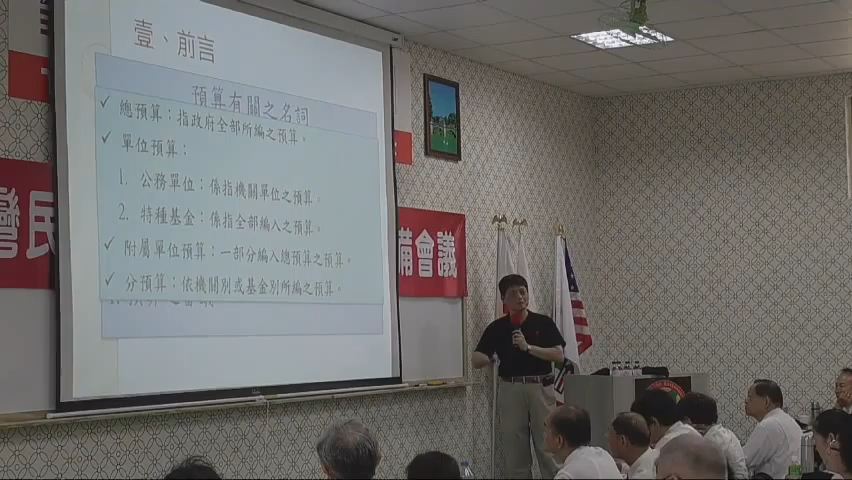 壹、前言
預算有關之名詞
✓ 總預算：指政府全部所編之預算。
✓ 單位預算：
1. 公務單位：係指機關單位之預算。
2. 特種基金：係指全部編入之預算。
✓ 附屬單位預算：一部分編入總預算之預算。
✓ 分預算：依機關別或基金別所編之預算。
灣民
備會議